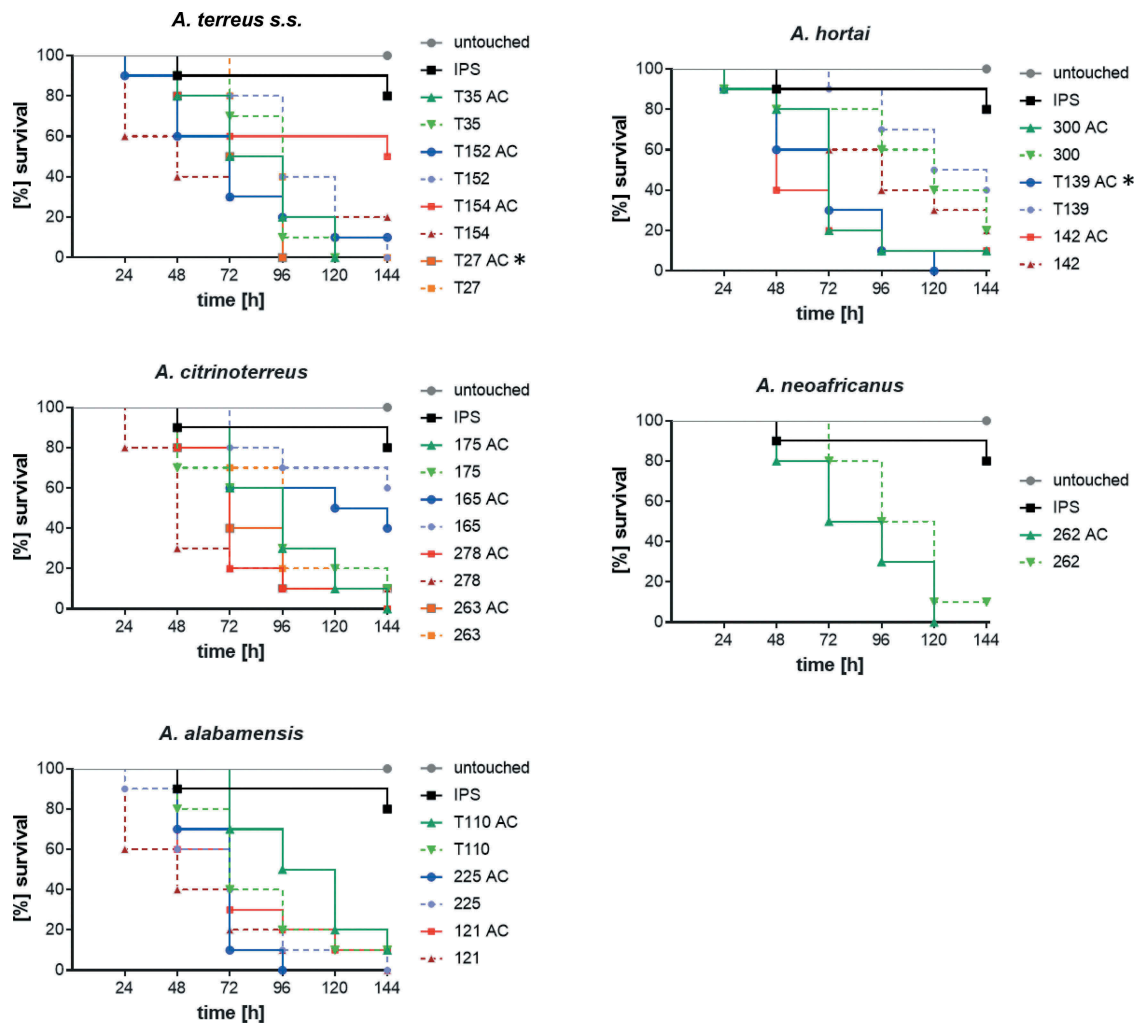 A. terreus s.s.
[%] survival
100
80
60
40
20
0
24 48 72 96 120 144
time [h]
untouched
IPS
T35 AC
T35
T152 AC
T152
T154 AC
T154
T27 AC *
T27
A. hortai
[%] survival
100
80
60
40
20
0
24 48 72 96 120 144
time [h]
untouched
IPS
300 AC
300
T139 AC *
T139
142 AC
142
A. citrinoterreus
[%] survival
100
80
60
40
20
0
24 48 72 96 120 144
time [h]
untouched
IPS
175 AC
175
165 AC
165
278 AC
278
263 AC
263
A. neoafricanus
[%] survival
100
80
60
40
20
0
24 48 72 96 120 144
time [h]
untouched
IPS
262 AC
262
A. alabamensis
[%] survival
100
80
60
40
20
0
24 48 72 96 120 144
time [h]
untouched
IPS
T110 AC
T110
225 AC
225
121 AC
121